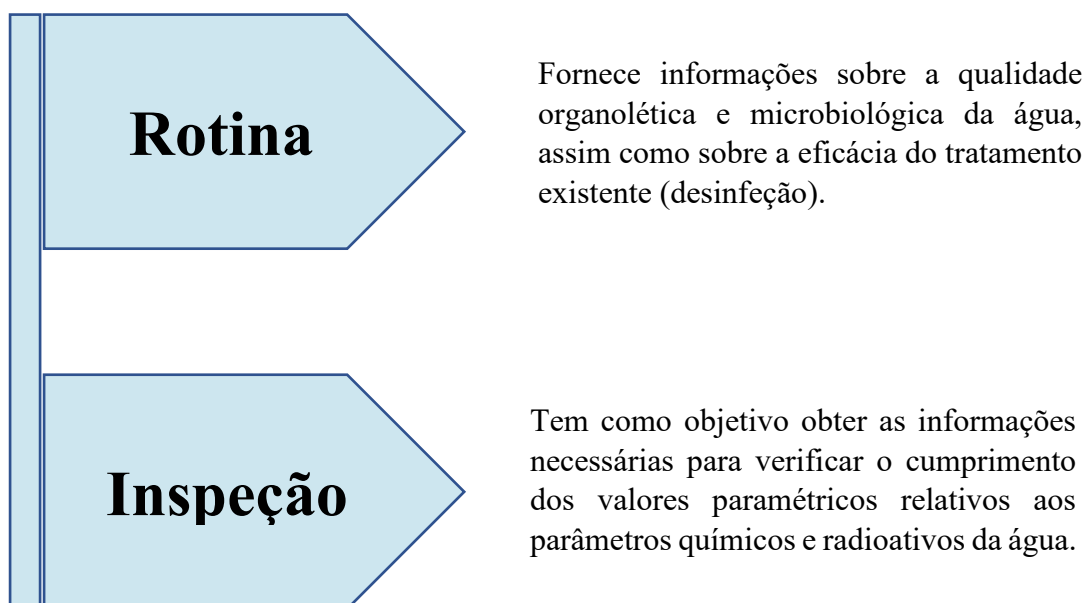 Rotina
Fornece informações sobre a qualidade
organolética e microbiológica da água,
assim como sobre a eficácia do tratamento
existente (desinfeção).
Inspeção
Tem como objetivo obter as informações
necessárias para verificar o cumprimento
dos valores paramétricos relativos aos
parâmetros químicos e radioativos da água.